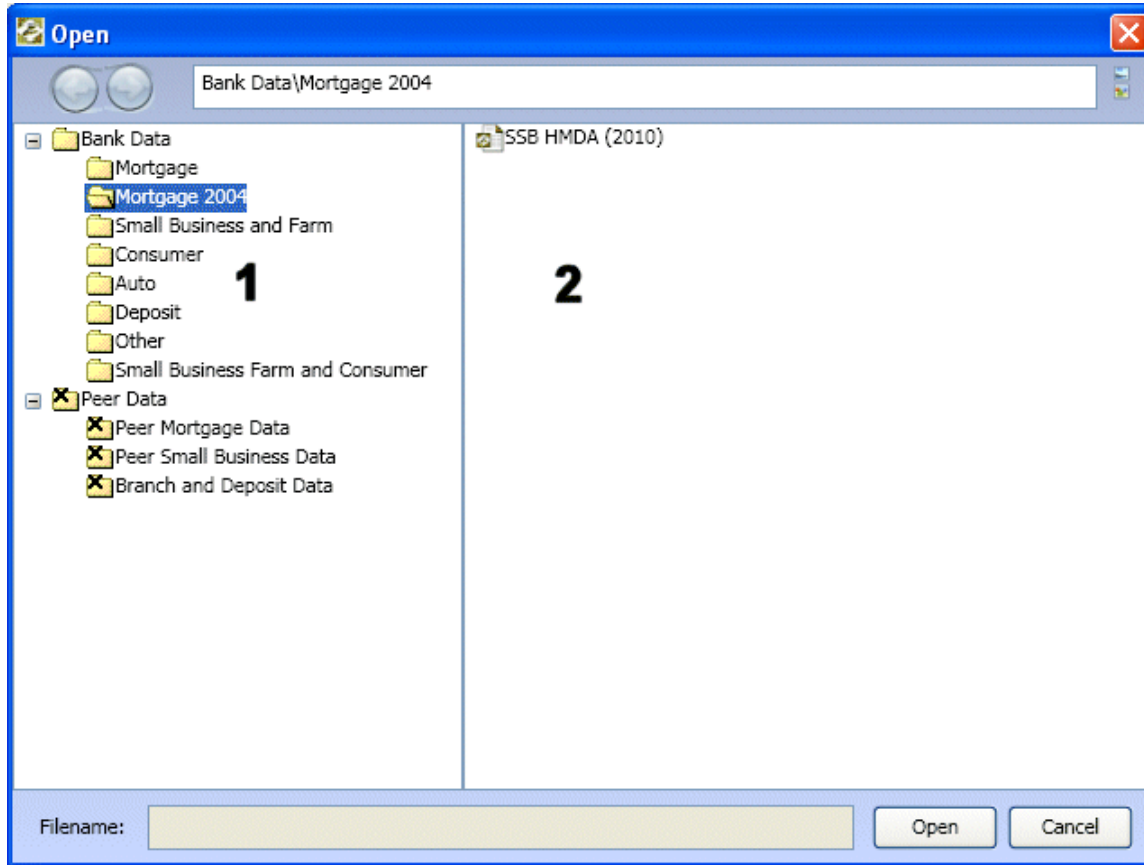 Open
Bank Data\Mortgage 2004
Bank Data
Mortgage
Mortgage 2004
Small Business and Farm
Consumer
Auto
Deposit
Other
Small Business Farm and Consumer
Peer Data
Peer Mortgage Data
Peer Small Business Data
Branch and Deposit Data
1
SSB HMDA (2010)
2
Filename:
Open
Cancel